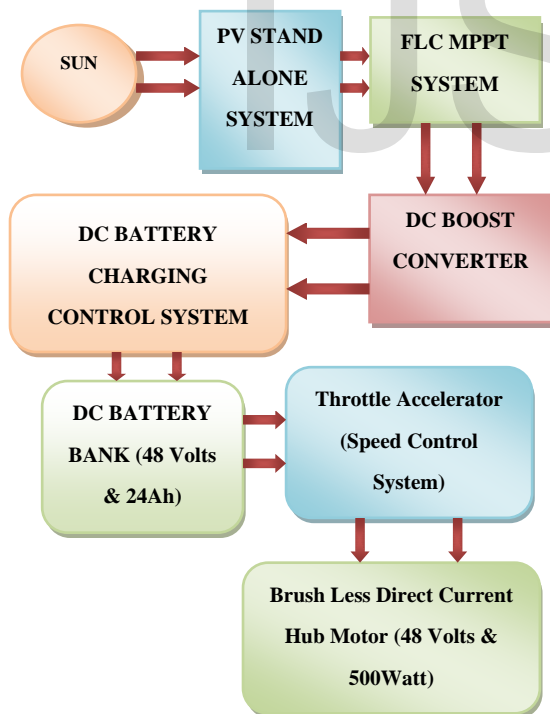 SUN
PV STAND
ALONE
SYSTEM
FLC MPPT
SYSTEM
DC BOOST
CONVERTER
DC BATTERY
CHARGING
CONTROL SYSTEM
DC BATTERY
BANK (48 Volts
& 24Ah)
Throttle Accelerator
(Speed Control
System)
Brush Less Direct Current
Hub Motor (48 Volts &
500Watt)